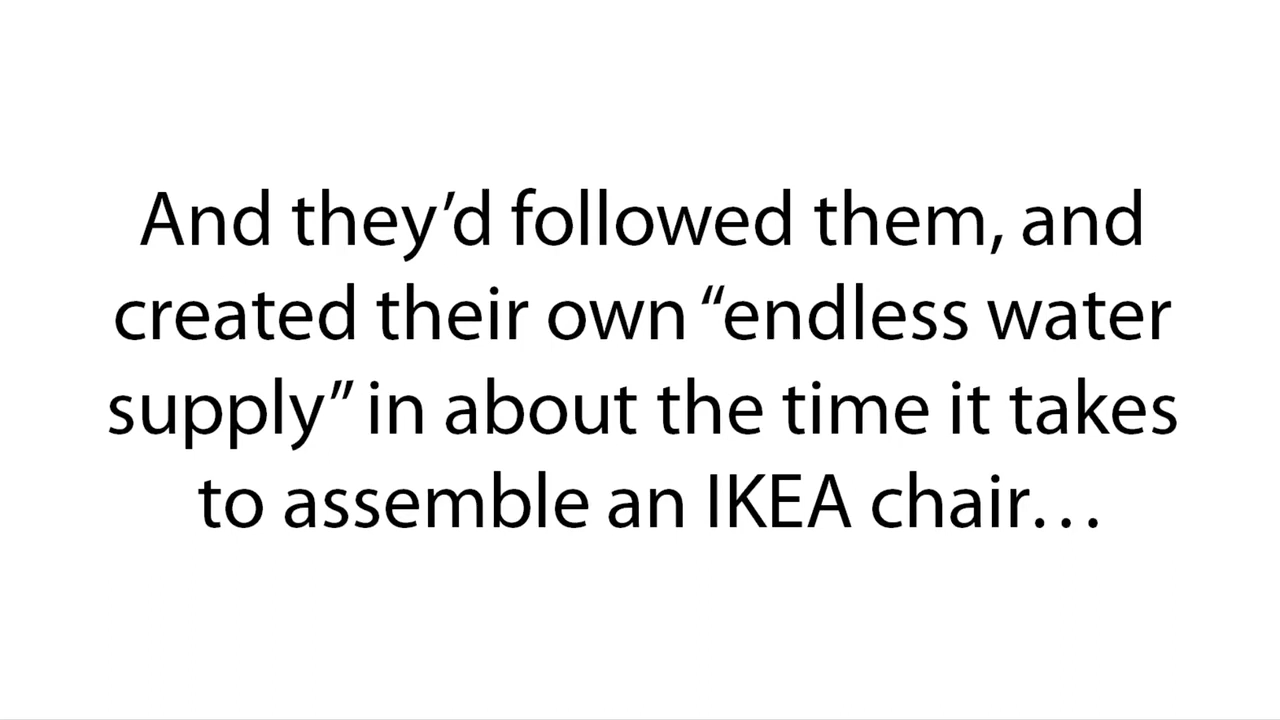 And they’d followed them, and
created their own “endless water
supply” in about the time it takes
to assemble an IKEA chair…